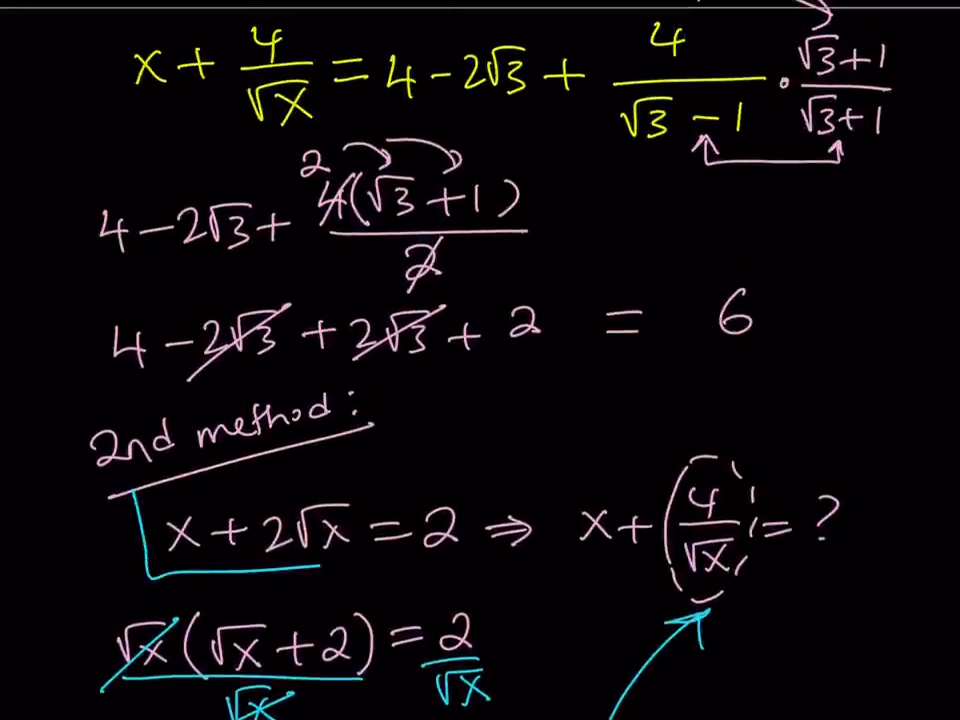 x + 4/√x = 4 - 2√3 + 4/(√3 - 1) · (√3+1)/(√3+1)
4 - 2√3 + 2 4(√3 + 1)/2
4 - 2√3 + 2√3 + 2 = 6
2nd method:
x + 2√x = 2 ⇒ x + (4/√x) = ?
√x(√x + 2)/√x = 2/√x